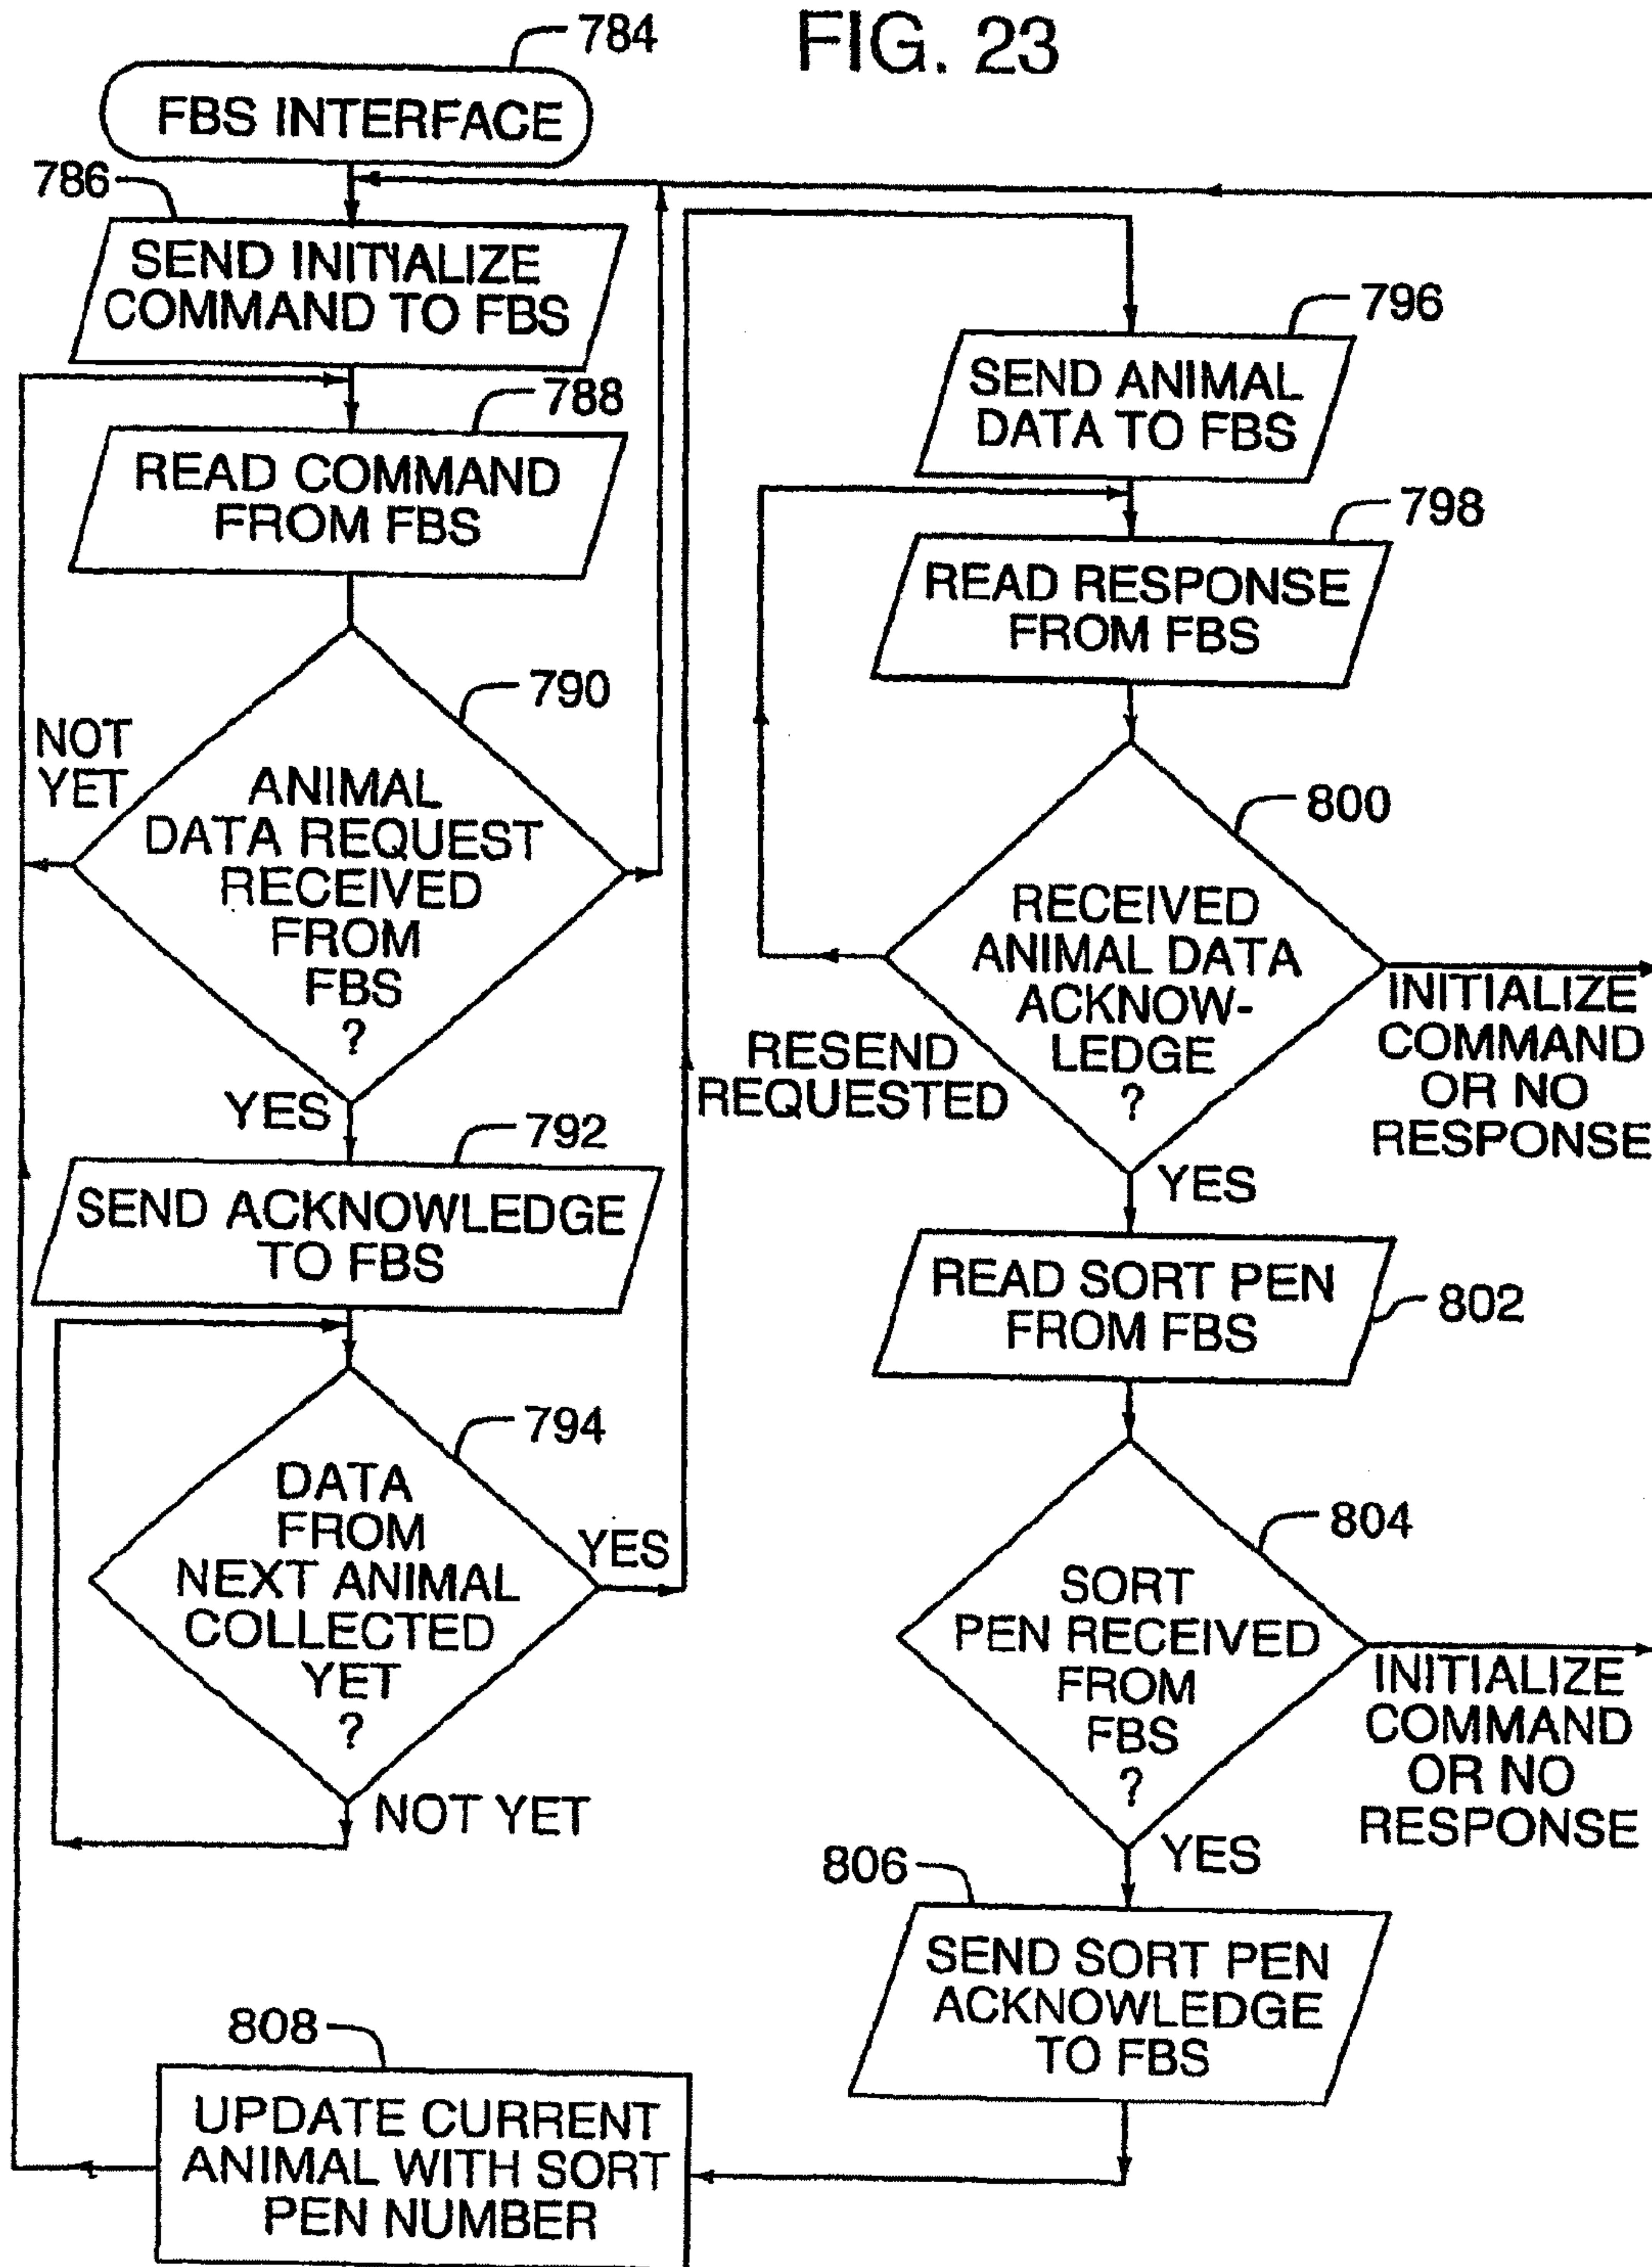 FIG. 23
784
FBS INTERFACE
786
SEND INITIALIZE
COMMAND TO FBS
788
READ COMMAND
FROM FBS
790
NOT
YET
ANIMAL
DATA REQUEST
RECEIVED
FROM
FBS
?
YES
792
SEND ACKNOWLEDGE
TO FBS
794
DATA
FROM
NEXT ANIMAL
COLLECTED
YET
?
YES
NOT YET
796
SEND ANIMAL
DATA TO FBS
798
READ RESPONSE
FROM FBS
800
RECEIVED
ANIMAL DATA
ACKNOW-
LEDGE
?
RESEND
REQUESTED
INITIALIZE
COMMAND
OR NO
RESPONSE
YES
READ SORT PEN
FROM FBS
802
804
SORT
PEN RECEIVED
FROM
FBS
?
INITIALIZE
COMMAND
OR NO
RESPONSE
YES
806
SEND SORT PEN
ACKNOWLEDGE
TO FBS
808
UPDATE CURRENT
ANIMAL WITH SORT
PEN NUMBER